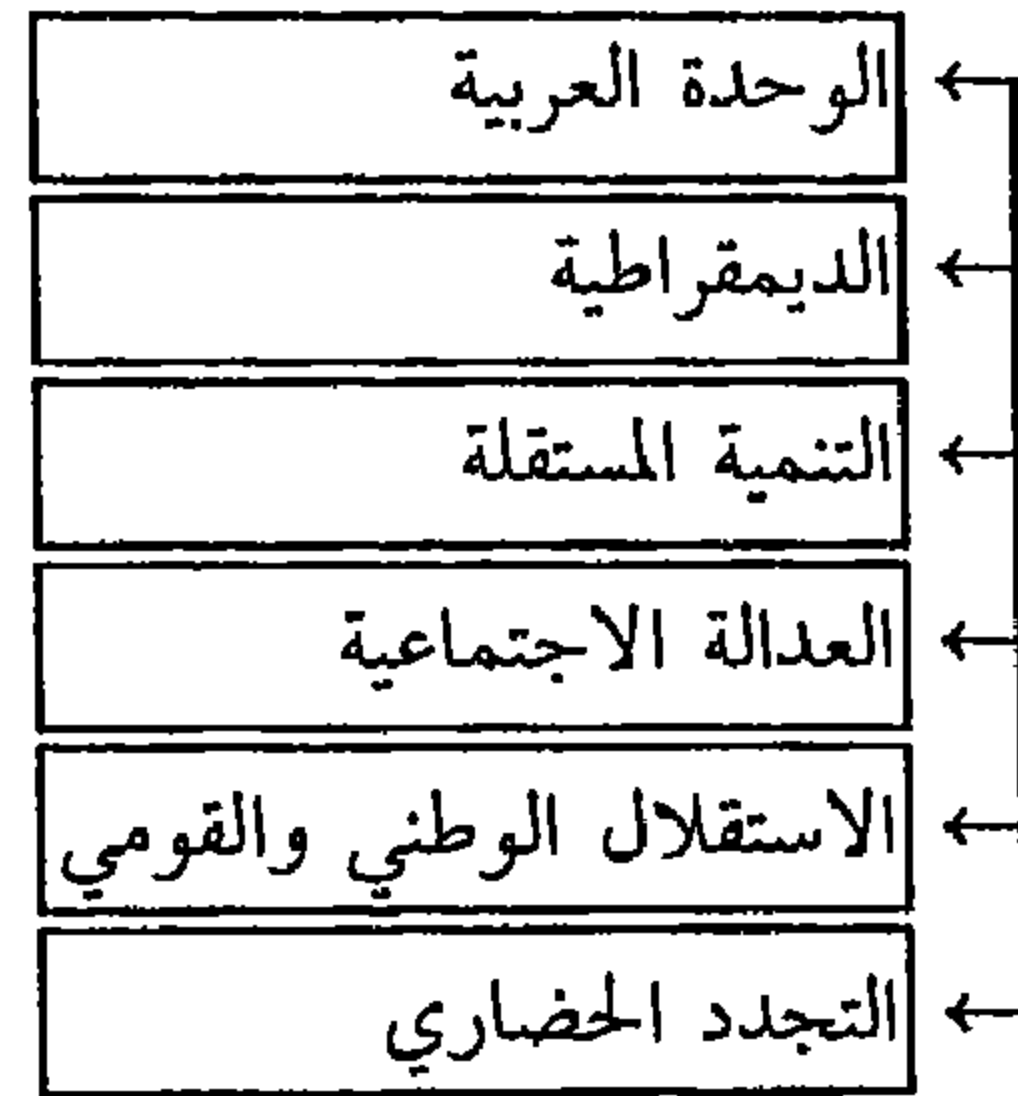 الوحدة العربية
الديمقراطية
التنمية المستقلة
العدالة الاجتماعية
الاستقلال الوطني والقومي
التجدد الحضاري